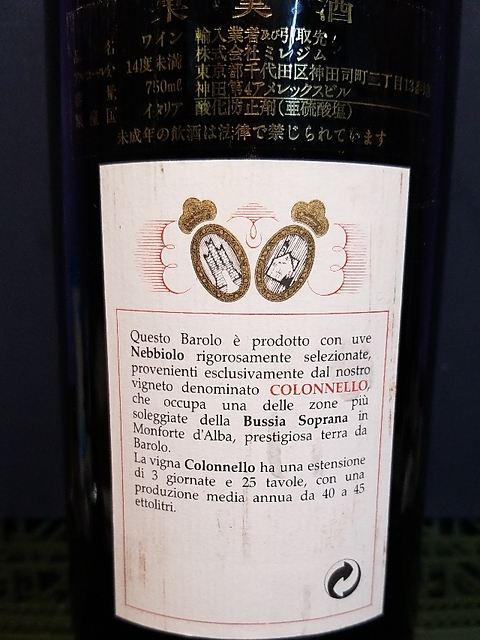 果実酒
名 ワイン 輸入業者及び引取先
14度未満 株式会社ミレジム
量 750ml 東京都千代田区神田司町二丁目13番
神田第4アメレックスビル
国 イタリア 酸化防止剤(亜硫酸塩)
未成年の飲酒は法律で禁じられています
Questo Barolo è prodotto con uve
Nebbiolo rigorosamente selezionate,
provenienti esclusivamente dal nostro
vigneto denominato COLONNELLO,
che occupa una delle zone più
soleggiate della Bussia Soprana in
Monforte d'Alba, prestigiosa terra da
Barolo.
La vigna Colonnello ha una estensione
di 3 giornate e 25 tavole, con una
produzione media annua da 40 a 45
ettolitri.